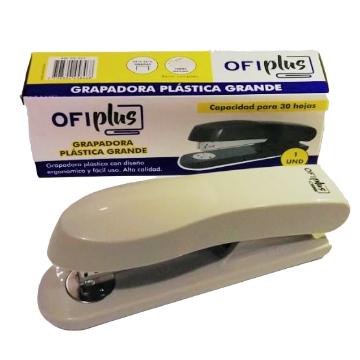 OFIplus
GRAPADORA PLÁSTICA GRANDE
OFIplus
GRAPADORA
PLÁSTICA GRANDE
Grapadora plástica con diseño
ergonómico y fácil uso. Alta calidad.
Capacidad para 30 hojas
1
UND
OFIplus